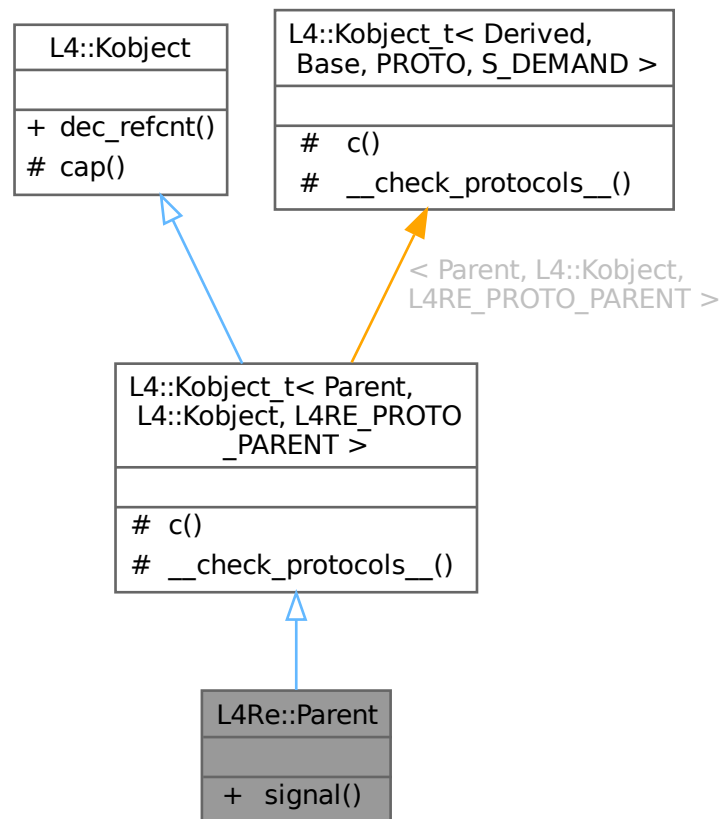 L4::Kobject
+ dec_refcnt()
# cap()
L4::Kobject_t< Derived,
Base, PROTO, S_DEMAND >
# c()
# __check_protocols__()
< Parent, L4::Kobject,
L4RE_PROTO_PARENT >
L4::Kobject_t< Parent,
L4::Kobject, L4RE_PROTO
_PARENT >
# c()
# __check_protocols__()
L4Re::Parent
+ signal()